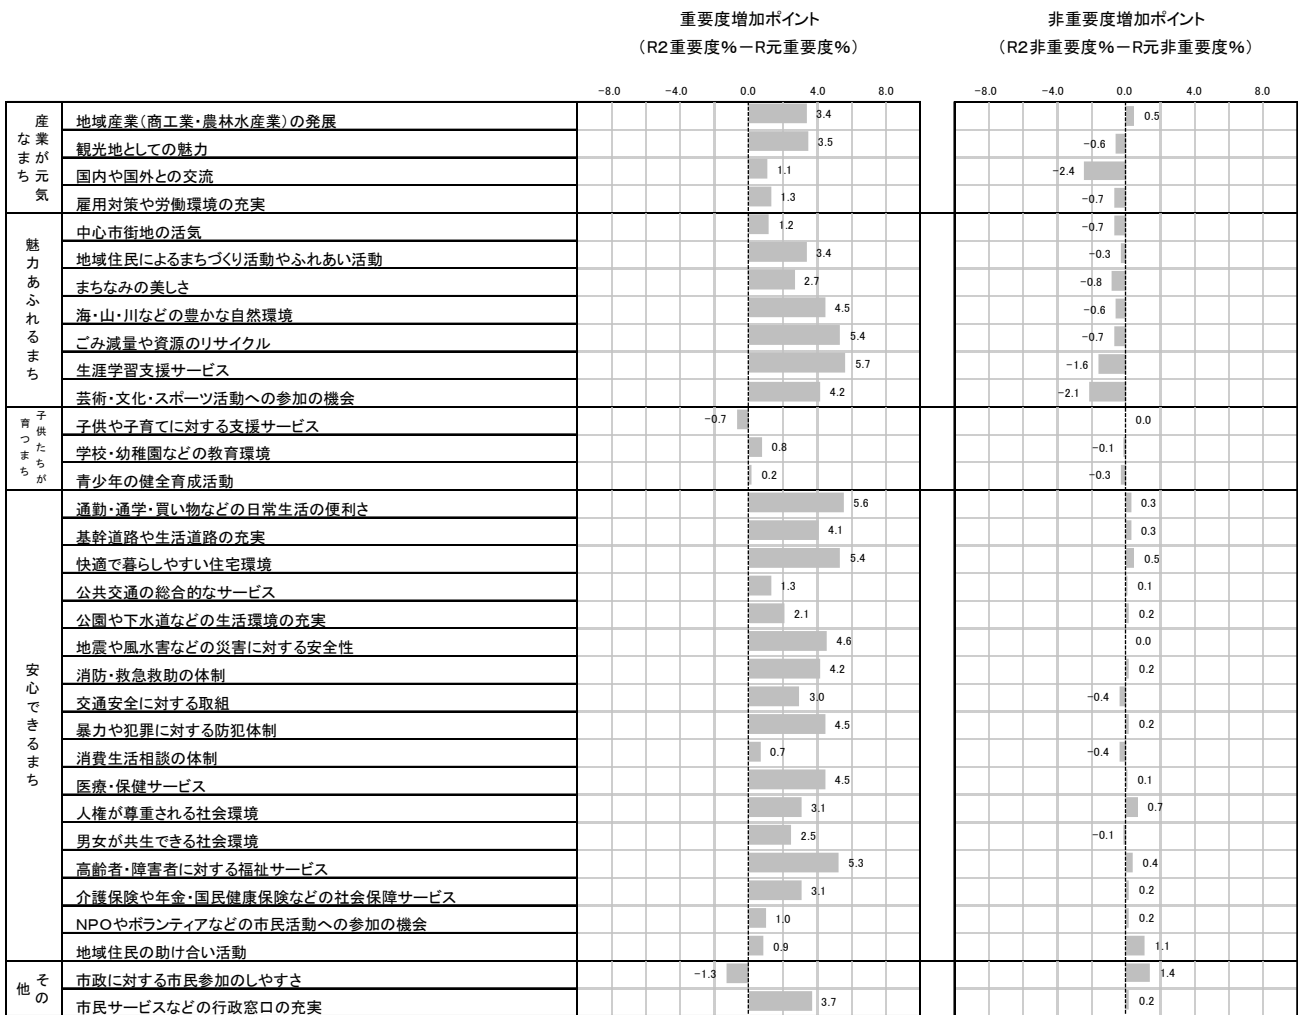 重要度増加ポイント
（R2重要度%－R元重要度%）
非重要度増加ポイント
（R2非重要度%－R元非重要度%）
-8.0 -4.0 0.0 4.0 8.0
-8.0 -4.0 0.0 4.0 8.0
産業が元気なまち
地域産業（商工業・農林水産業）の発展 3.4 0.5
観光地としての魅力 3.5 -0.6
国内や国外との交流 1.1 -2.4
雇用対策や労働環境の充実 1.3 -0.7
魅力あふれるまち
中心市街地の活気 1.2 -0.7
地域住民によるまちづくり活動やふれあい活動 3.4 -0.3
まちなみの美しさ 2.7 -0.8
海・山・川などの豊かな自然環境 4.5 -0.6
ごみ減量や資源のリサイクル 5.4 -0.7
生涯学習支援サービス 5.7 -1.6
芸術・文化・スポーツ活動への参加の機会 4.2 -2.1
子供たちが育つまち
子供や子育てに対する支援サービス -0.7 0.0
学校・幼稚園などの教育環境 0.8 -0.1
青少年の健全育成活動 0.2 -0.3
安心できるまち
通勤・通学・買い物などの日常生活の便利さ 5.6 0.3
基幹道路や生活道路の充実 4.1 0.3
快適で暮らしやすい住宅環境 5.4 0.5
公共交通の総合的なサービス 1.3 0.1
公園や下水道などの生活環境の充実 2.1 0.2
地震や風水害などの災害に対する安全性 4.6 0.0
消防・救急救助の体制 4.2 0.2
交通安全に対する取組 3.0 -0.4
暴力や犯罪に対する防犯体制 4.5 0.2
消費生活相談の体制 0.7 -0.4
医療・保健サービス 4.5 0.1
人権が尊重される社会環境 3.1 0.7
男女が共生できる社会環境 2.5 -0.1
高齢者・障害者に対する福祉サービス 5.3 0.4
介護保険や年金・国民健康保険などの社会保障サービス 3.1 0.2
NPOやボランティアなどの市民活動への参加の機会 1.0 0.2
地域住民の助け合い活動 0.9 1.1
その他
市政に対する市民参加のしやすさ -1.3 1.4
市民サービスなどの行政窓口の充実 3.7 0.2